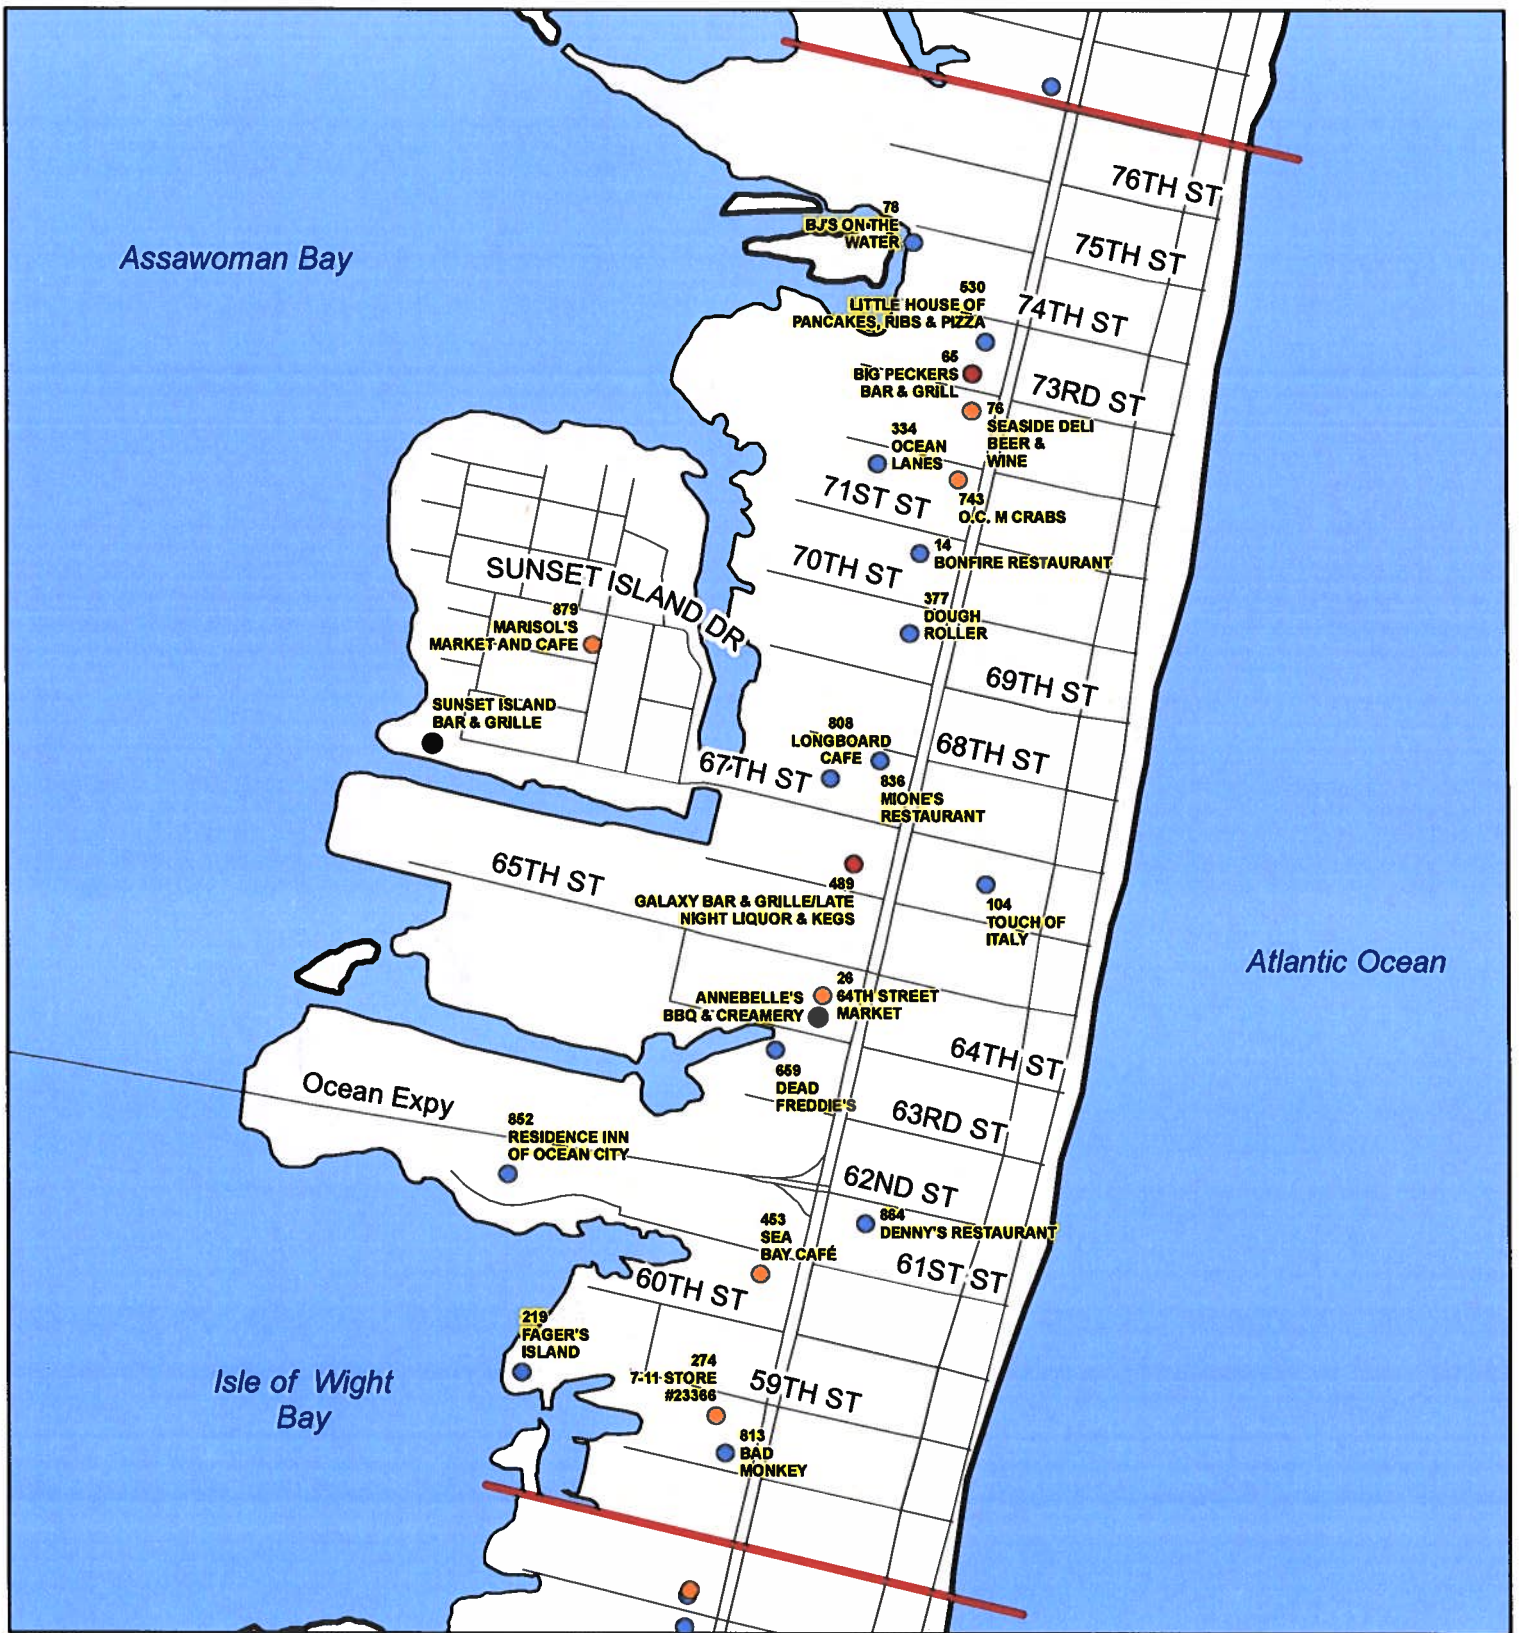 76TH ST
78
BJ'S ON THE
WATER
75TH ST
Assawoman Bay
530
LITTLE HOUSE OF
PANCAKES, RIBS & PIZZA
74TH ST
65
BIG PECKERS
BAR & GRILL
73RD ST
76
SEASIDE DELI
BEER &
WINE
334
OCEAN
LANES
71ST ST
743
O.C. M CRABS
14
BONFIRE RESTAURANT
70TH ST
SUNSET ISLAND DR
377
DOUGH
ROLLER
879
MARISOL'S
MARKET AND CAFE
69TH ST
SUNSET ISLAND
BAR & GRILLE
808
LONGBOARD
CAFE
68TH ST
67TH ST
836
MIONE'S
RESTAURANT
65TH ST
489
GALAXY BAR & GRILLE/LATE
NIGHT LIQUOR & KEGS
104
TOUCH OF
ITALY
Atlantic Ocean
26
64TH STREET
MARKET
ANNEBELLE'S
BBQ & CREAMERY
64TH ST
659
DEAD
FREDDIE'S
Ocean Expy
63RD ST
852
RESIDENCE INN
OF OCEAN CITY
62ND ST
864
DENNY'S RESTAURANT
453
SEA
BAY CAFÉ
61ST ST
60TH ST
219
FAGER'S
ISLAND
274
7-11 STORE
#23366
59TH ST
Isle of Wight
Bay
813
BAD
MONKEY